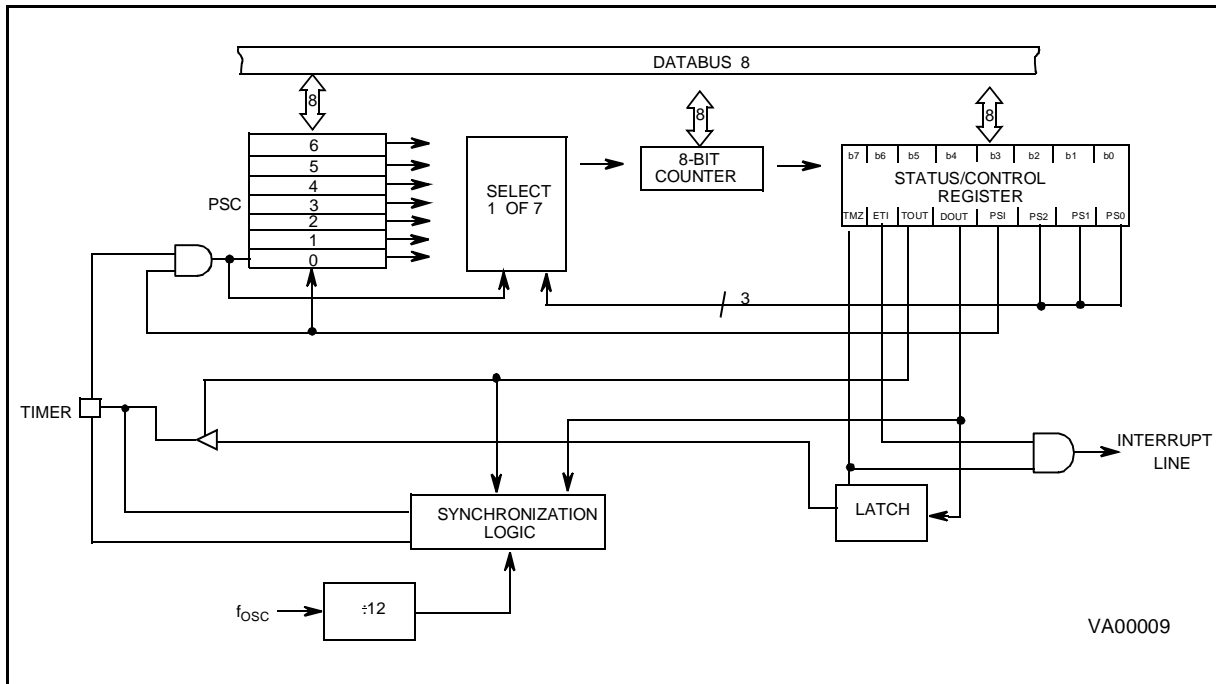 DATABUS 8
8
8
8
6
5
4
3
2
1
0
PSC
SELECT
1 OF 7
8-BIT
COUNTER
b7 b6 b5 b4 b3 b2 b1 b0
STATUS/CONTROL
REGISTER
TMZ ETI TOUT DOUT PSI PS2 PS1 PS0
3
TIMER
INTERRUPT
LINE
SYNCHRONIZATION
LOGIC
LATCH
fOSC
÷12
VA00009